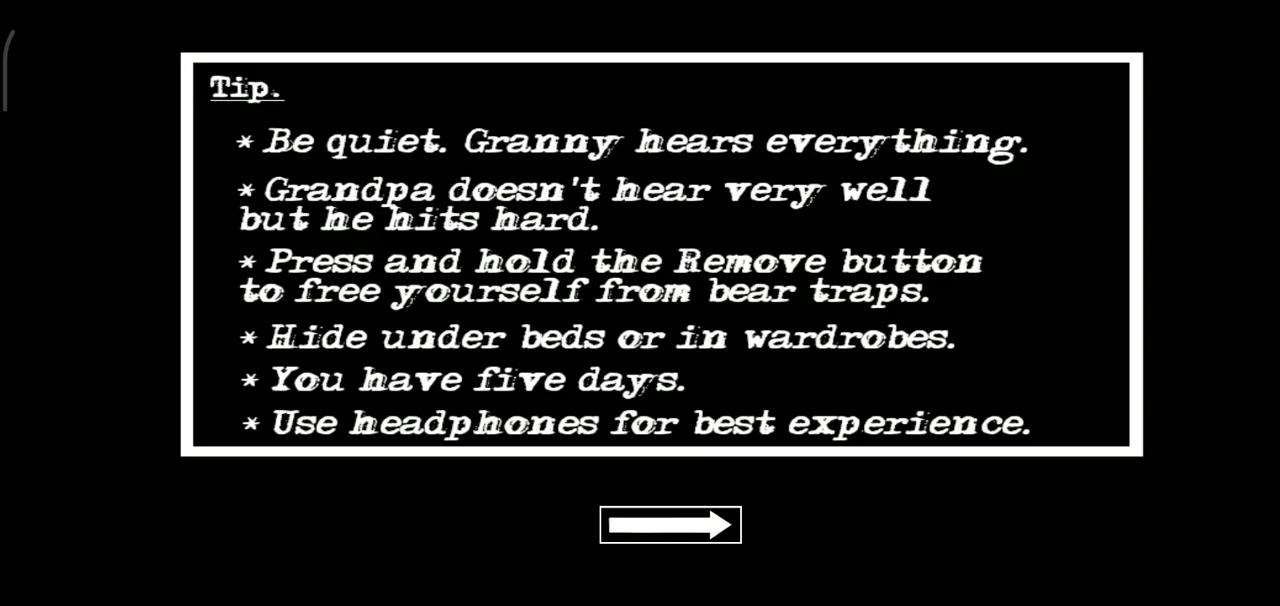 Tip.
* Be quiet. Granny hears everything.
* Grandpa doesn't hear very well
but he hits hard.
* Press and hold the Remove button
to free yourself from bear traps.
* Hide under beds or in wardrobes.
* You have five days.
* Use headphones for best experience.